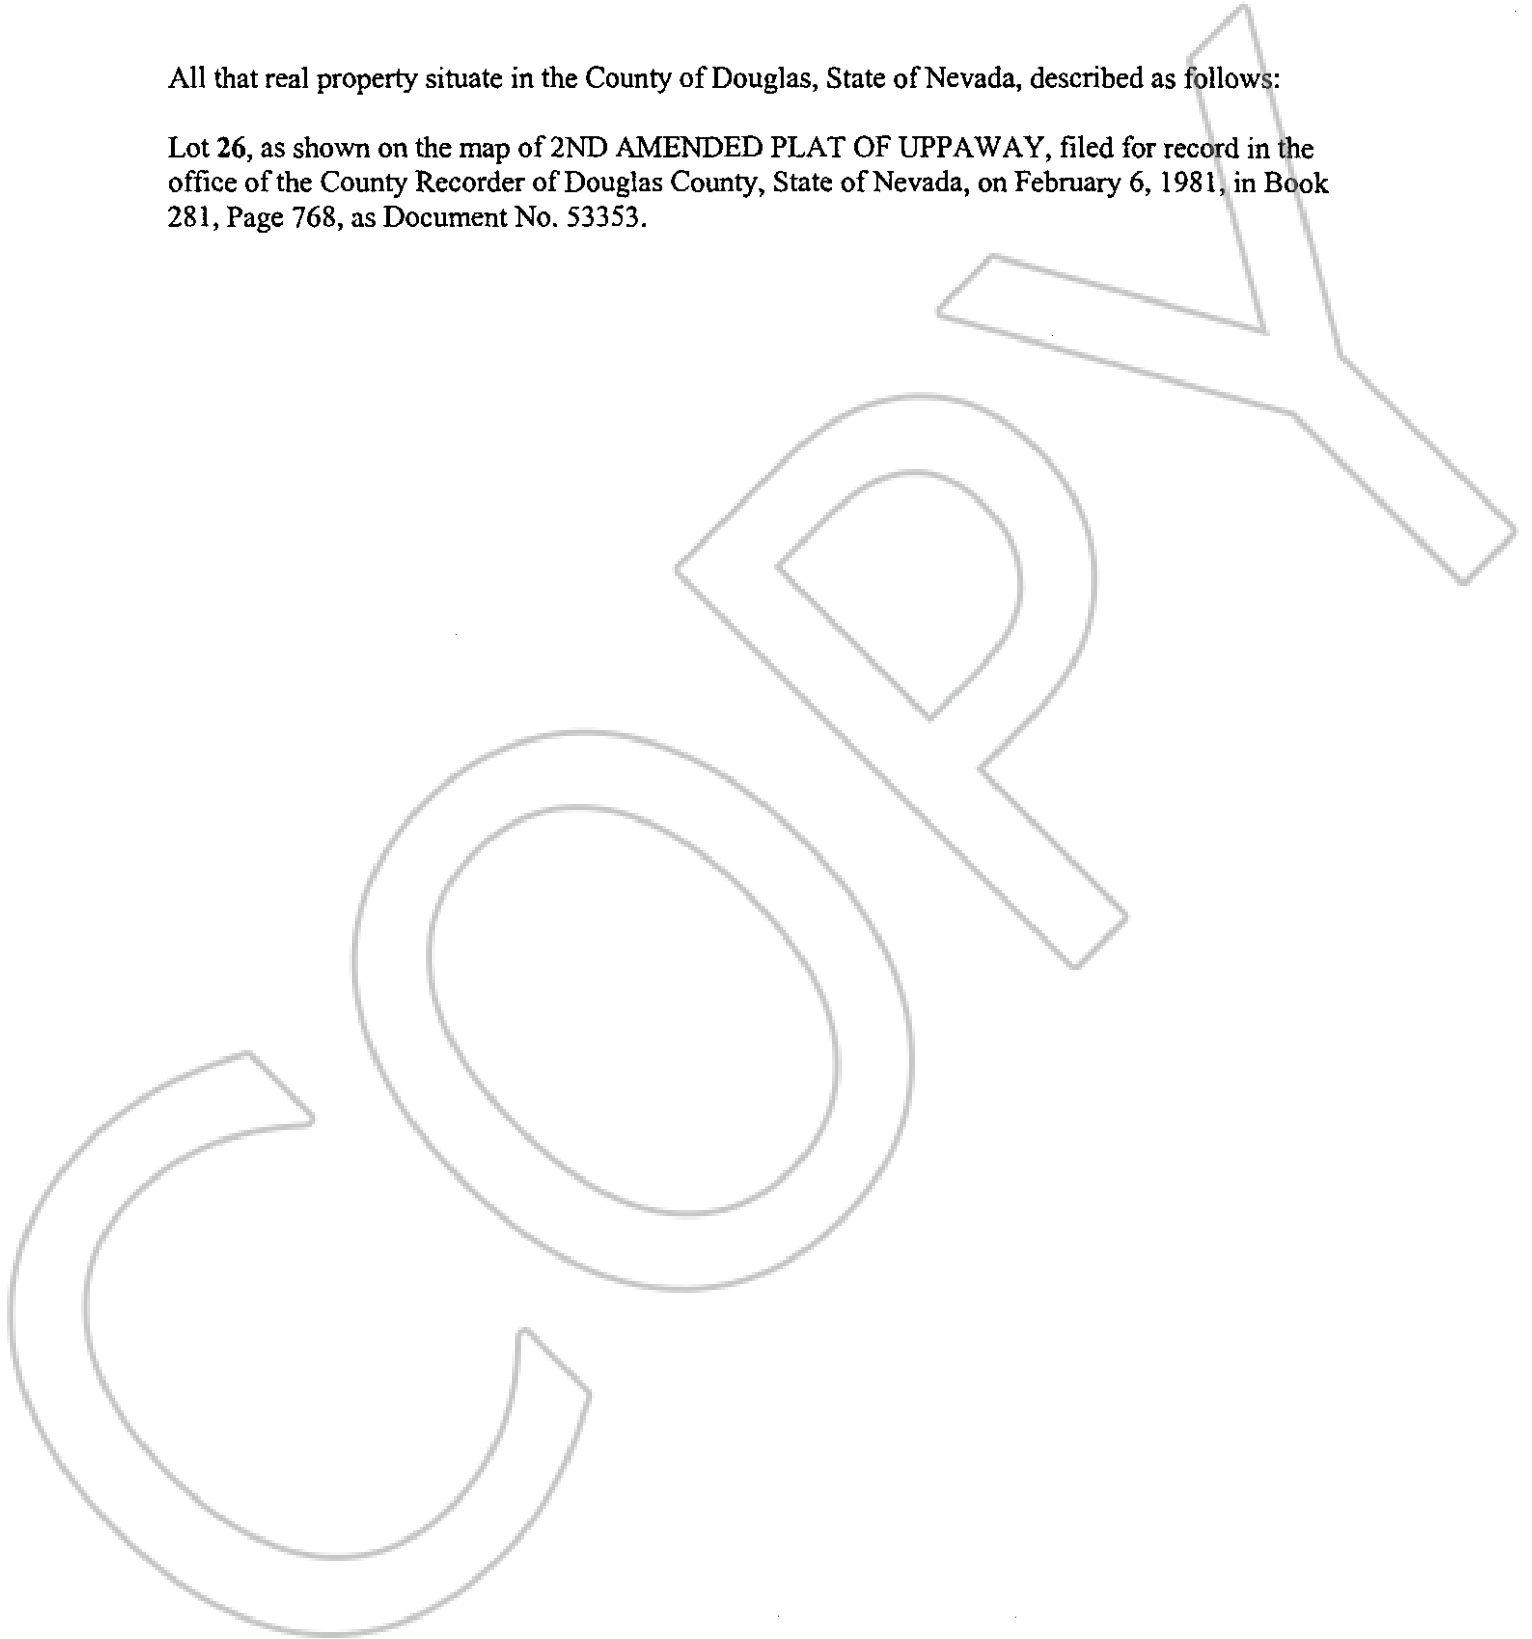 All that real property situate in the County of Douglas, State of Nevada, described as follows:
Lot 26, as shown on the map of 2ND AMENDED PLAT OF UPPAWAY, filed for record in the
office of the County Recorder of Douglas County, State of Nevada, on February 6, 1981, in Book
281, Page 768, as Document No. 53353.
COPY